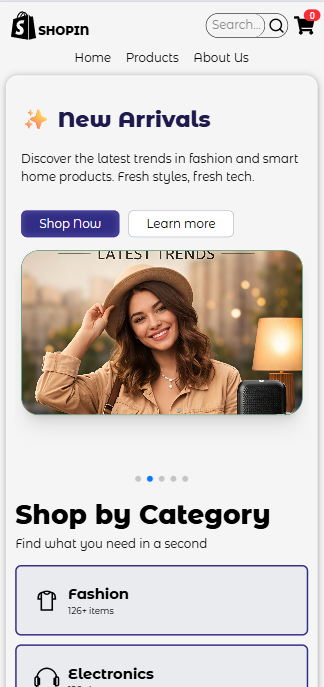 SHOPIN
Search...
0
Home Products About Us
✨ New Arrivals
Discover the latest trends in fashion and smart
home products. Fresh styles, fresh tech.
Shop Now Learn more
LATEST TRENDS
Shop by Category
Find what you need in a second
Fashion
126+ items
Electronics